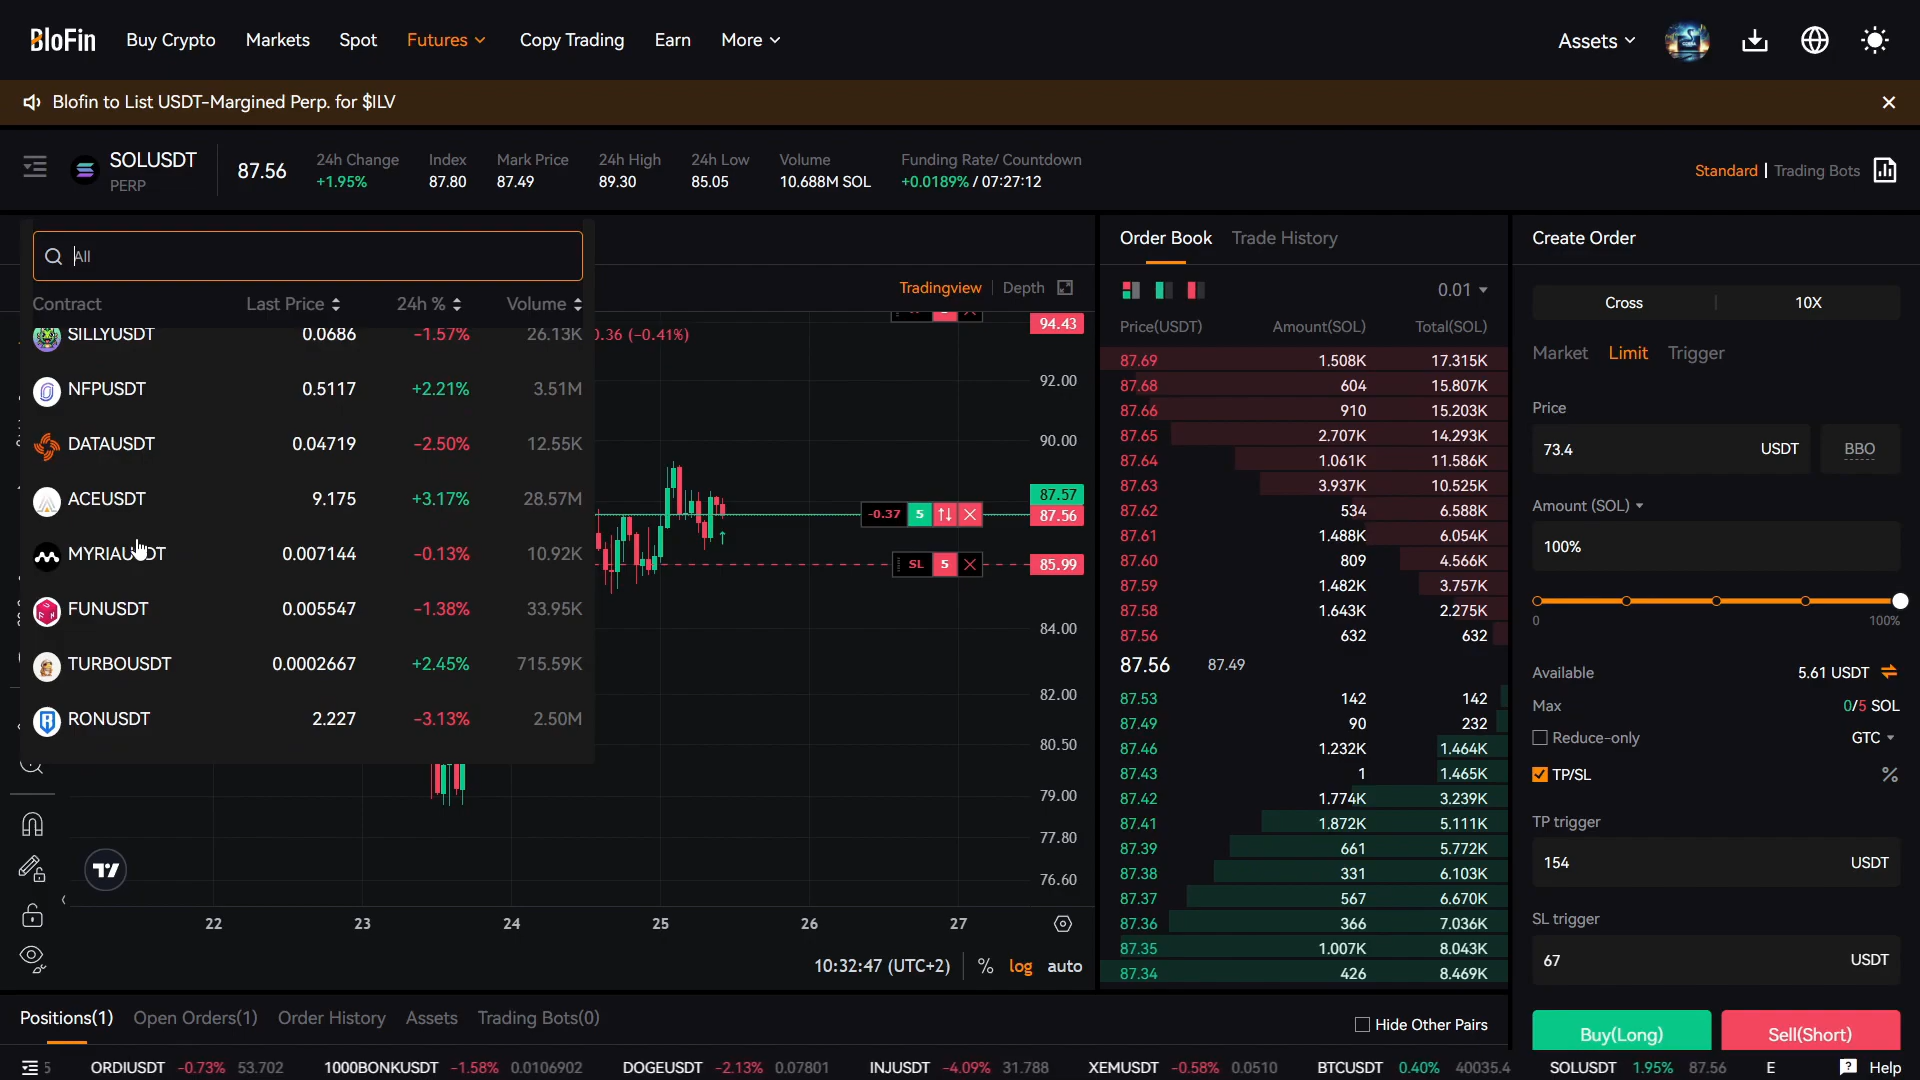 BloFin Buy Crypto Markets Spot Futures Copy Trading Earn More Assets
Blofin to List USDT-Margined Perp. for $ILV
SOLUSDT
PERP
87.56
24h Change
+1.95%
Index
87.80
Mark Price
87.49
24h High
89.30
24h Low
85.05
Volume
10.688M SOL
Funding Rate/ Countdown
+0.0189% / 07:27:12
Standard | Trading Bots
All
Contract Last Price 24h % Volume
SILLYUSDT 0.0686 -1.57% 26.13K
NFPUSDT 0.5117 +2.21% 3.51M
DATAUSDT 0.04719 -2.50% 12.55K
ACEUSDT 9.175 +3.17% 28.57M
MYRIAUSDT 0.007144 -0.13% 10.92K
FUNUSDT 0.005547 -1.38% 33.95K
TURBOUSDT 0.0002667 +2.45% 715.59K
RONUSDT 2.227 -3.13% 2.50M
Tradingview Depth
0.36 (-0.41%)
94.43
92.00
90.00
87.57
-0.37 5 87.56
SL 5 85.99
84.00
82.00
80.50
79.00
77.80
76.60
22 23 24 25 26 27
10:32:47 (UTC+2) % log auto
Order Book Trade History
0.01
Price(USDT) Amount(SOL) Total(SOL)
87.69 1.508K 17.315K
87.68 604 15.807K
87.66 910 15.203K
87.65 2.707K 14.293K
87.64 1.061K 11.586K
87.63 3.937K 10.525K
87.62 534 6.588K
87.61 1.488K 6.054K
87.60 809 4.566K
87.59 1.482K 3.757K
87.58 1.643K 2.275K
87.56 632 632
87.56 87.49
87.53 142 142
87.49 90 232
87.46 1.232K 1.464K
87.43 1 1.465K
87.42 1.774K 3.239K
87.41 1.872K 5.111K
87.39 661 5.772K
87.38 331 6.103K
87.37 567 6.670K
87.36 366 7.036K
87.35 1.007K 8.043K
87.34 426 8.469K
Create Order
Cross 10X
Market Limit Trigger
Price
73.4 USDT BBO
Amount (SOL)
100%
0 100%
Available 5.61 USDT
Max 0/5 SOL
Reduce-only GTC
TP/SL %
TP trigger
154 USDT
SL trigger
67 USDT
Buy(Long) Sell(Short)
Positions(1) Open Orders(1) Order History Assets Trading Bots(0) Hide Other Pairs
5 ORDIUSDT -0.73% 53.702 1000BONKUSDT -1.58% 0.0106902 DOGEUSDT -2.13% 0.07801 INJUSDT -4.09% 31.788 XEMUSDT -0.58% 0.0510 BTCUSDT 0.40% 40035.4 SOLUSDT 1.95% 87.56 E Help